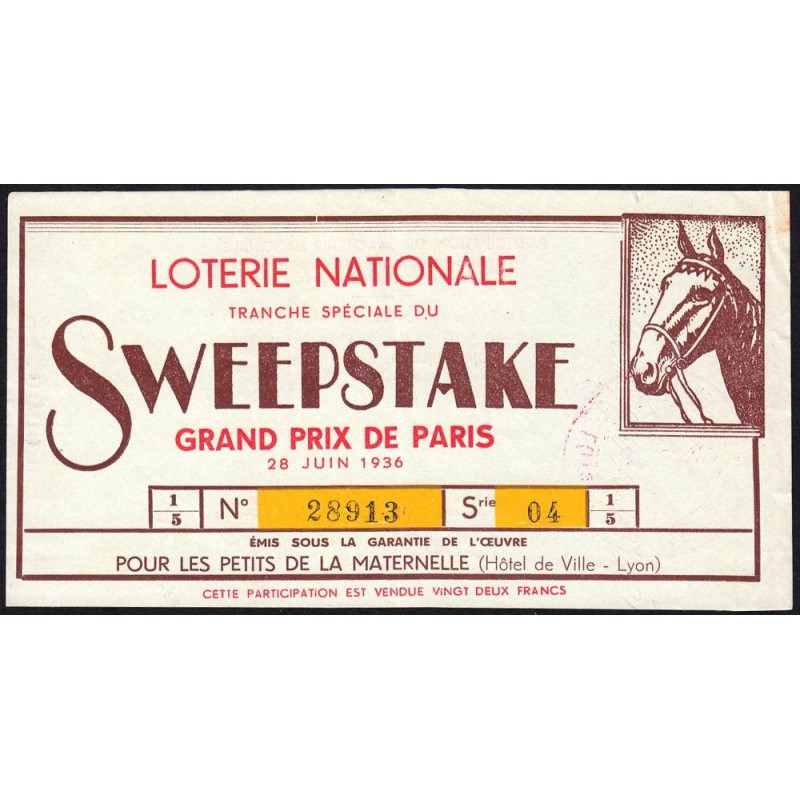 LOTERIE NATIONALE
TRANCHE SPÉCIALE DU
SWEEPSTAKE
GRAND PRIX DE PARIS
28 JUIN 1936
1/5 No 28913 Srie 04 1/5
ÉMIS SOUS LA GARANTIE DE L'ŒUVRE
POUR LES PETITS DE LA MATERNELLE (Hôtel de Ville - Lyon)
CETTE PARTICIPATION EST VENDUE VINGT DEUX FRANCS